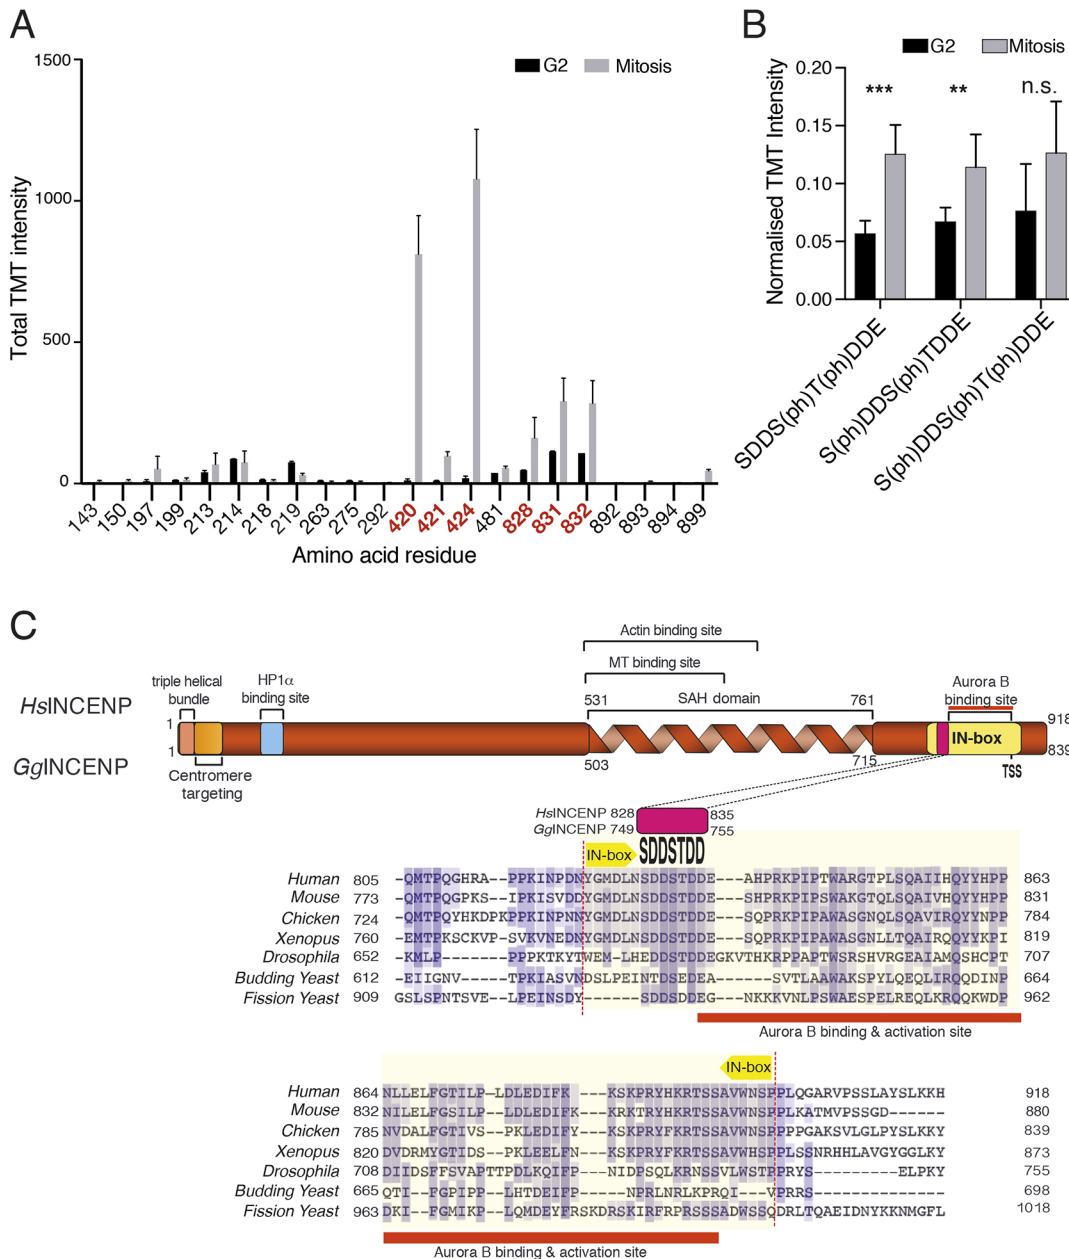 A
1500
1000
500
0
Total TMT intensity
G2
Mitosis
143
150
197
199
213
214
218
219
263
275
292
420
421
424
481
828
831
832
892
893
894
899
Amino acid residue
B
G2
Mitosis
0.20
0.15
0.10
0.05
0.00
Normalised TMT Intensity
***
**
n.s.
SDDS(ph)T(ph)DDE
S(ph)DDS(ph)TDDE
S(ph)DDS(ph)T(ph)DDE
C
Actin binding site
MT binding site
triple helical
bundle
HP1α
binding site
531
SAH domain
761
Aurora B
binding site
HsINCENP
1
918
IN-box
1
839
GgINCENP
Centromere
targeting
503
715
TSS
HsINCENP 828
835
GgINCENP 749
755
IN-box
SDDSTDD
Human 805 -QMTPQGHRA--PPKINPDNYGMDLNSDDSTDDE---AHPRKPIPTWARGTPLSQAIIHQYYHPP 863
Mouse 773 -QMTPQGPKS--IPKISVDDYGMDLNSDDSTDDE---SHPRKPIPSWAKGTQLSQAIVHQYYHPP 831
Chicken 724 -QMTPQYHKDPKPPKINPNNYGMDLNSDDSTDDE---SQPRKPIPAWASGNQLSQAVIRQYYNPP 784
Xenopus 760 -EMTPKSCKVP-SVKVNEDNYGMDLNSDDSTDDE---SQPRKPIPAWASGNLLTQAIRQQYYKPI 819
Drosophila 652 -KMLP------PPPKTKYTWEM-LHEDDSTDDEGKVTHKRPPAPTWSRSHVRGEAIAMQSHCPT 707
Budding Yeast 612 -EIIGNV----TPKIASVNDSLPEINTDSEDEA-----SVTLAAWAKSPYLQEQLIRQQDINP 664
Fission Yeast 909 GSLSPNTSVE--LPEINSDY------SDDSDDEG---NKKKVNLPSWAESPELREQLKRQQKWDP 962
Aurora B binding & activation site
IN-box
Human 864 NLLELFGTILP--LDLEDIFK----KSKPRYHKRTSSAVWNSPPLQGARVPSSLAYSLKKH 918
Mouse 832 NILELFGSILP--LDLEDIFK----KRKTRYHKRTSSAVWNSPPLKATMVPSSGD------ 880
Chicken 785 NVDALFGTIVS--PKLEDIFY----KSKPRYFKRTSSAVWHSPPPPGAKSVLGLPYSLKKY 839
Xenopus 820 DVDRMYGTIDS--PKLEELFN----KSKPRYFKRTSSAVWHSPPLSSNRHHLAVGYGGLKY 873
Drosophila 708 DIIDSFFSVAPTTPDLKQIFP----NIDPSQLKRNSSVLWSTPPRYS---------ELPKY 755
Budding Yeast 665 QTI--FGPIPP--LHTDEIFP----NPRLNRLKPRQI---VPRRS----------- 698
Fission Yeast 963 DKI--FGMIKP--LQMDEYFRSKDRSKIRFRPRSSSADWSSQDRLTQAEIDNYKKNMGFL 1018
Aurora B binding & activation site